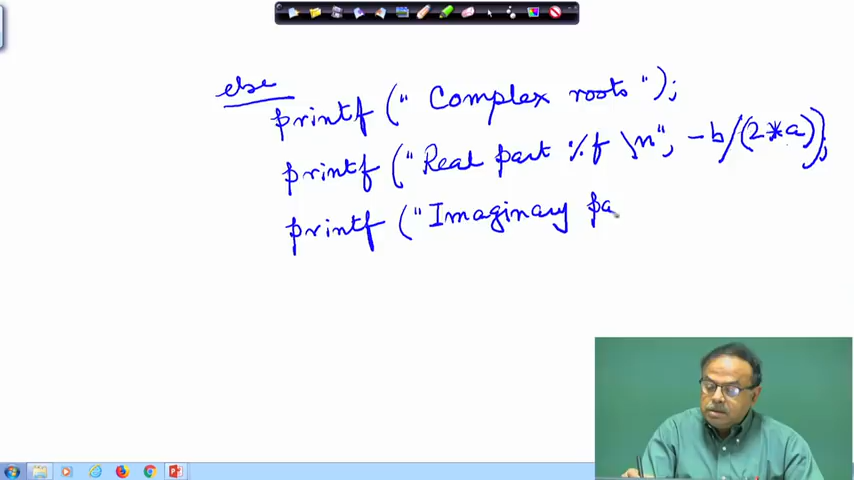 else
printf (" Complex roots ");
printf ("Real part %f \n", -b/(2*a));
printf ("Imaginary pa